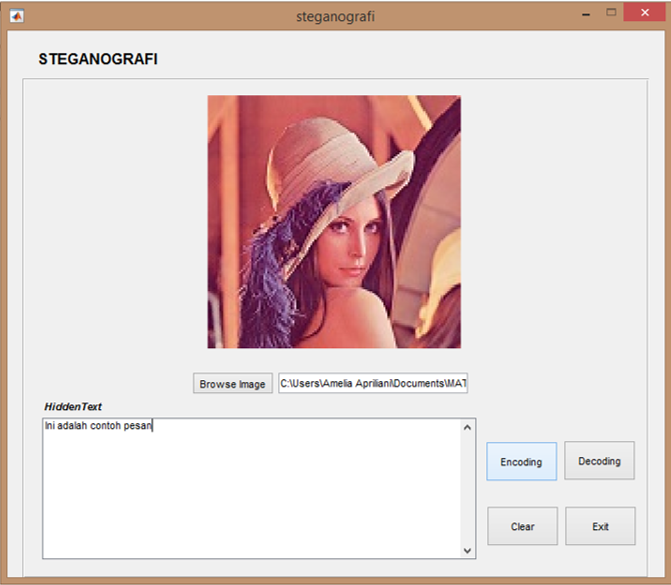 steganografi
STEGANOGRAFI
Browse Image
C:\Users\Amelia Apriliani\Documents\MAT
HiddenText
Ini adalah contoh pesan
Encoding
Decoding
Clear
Exit